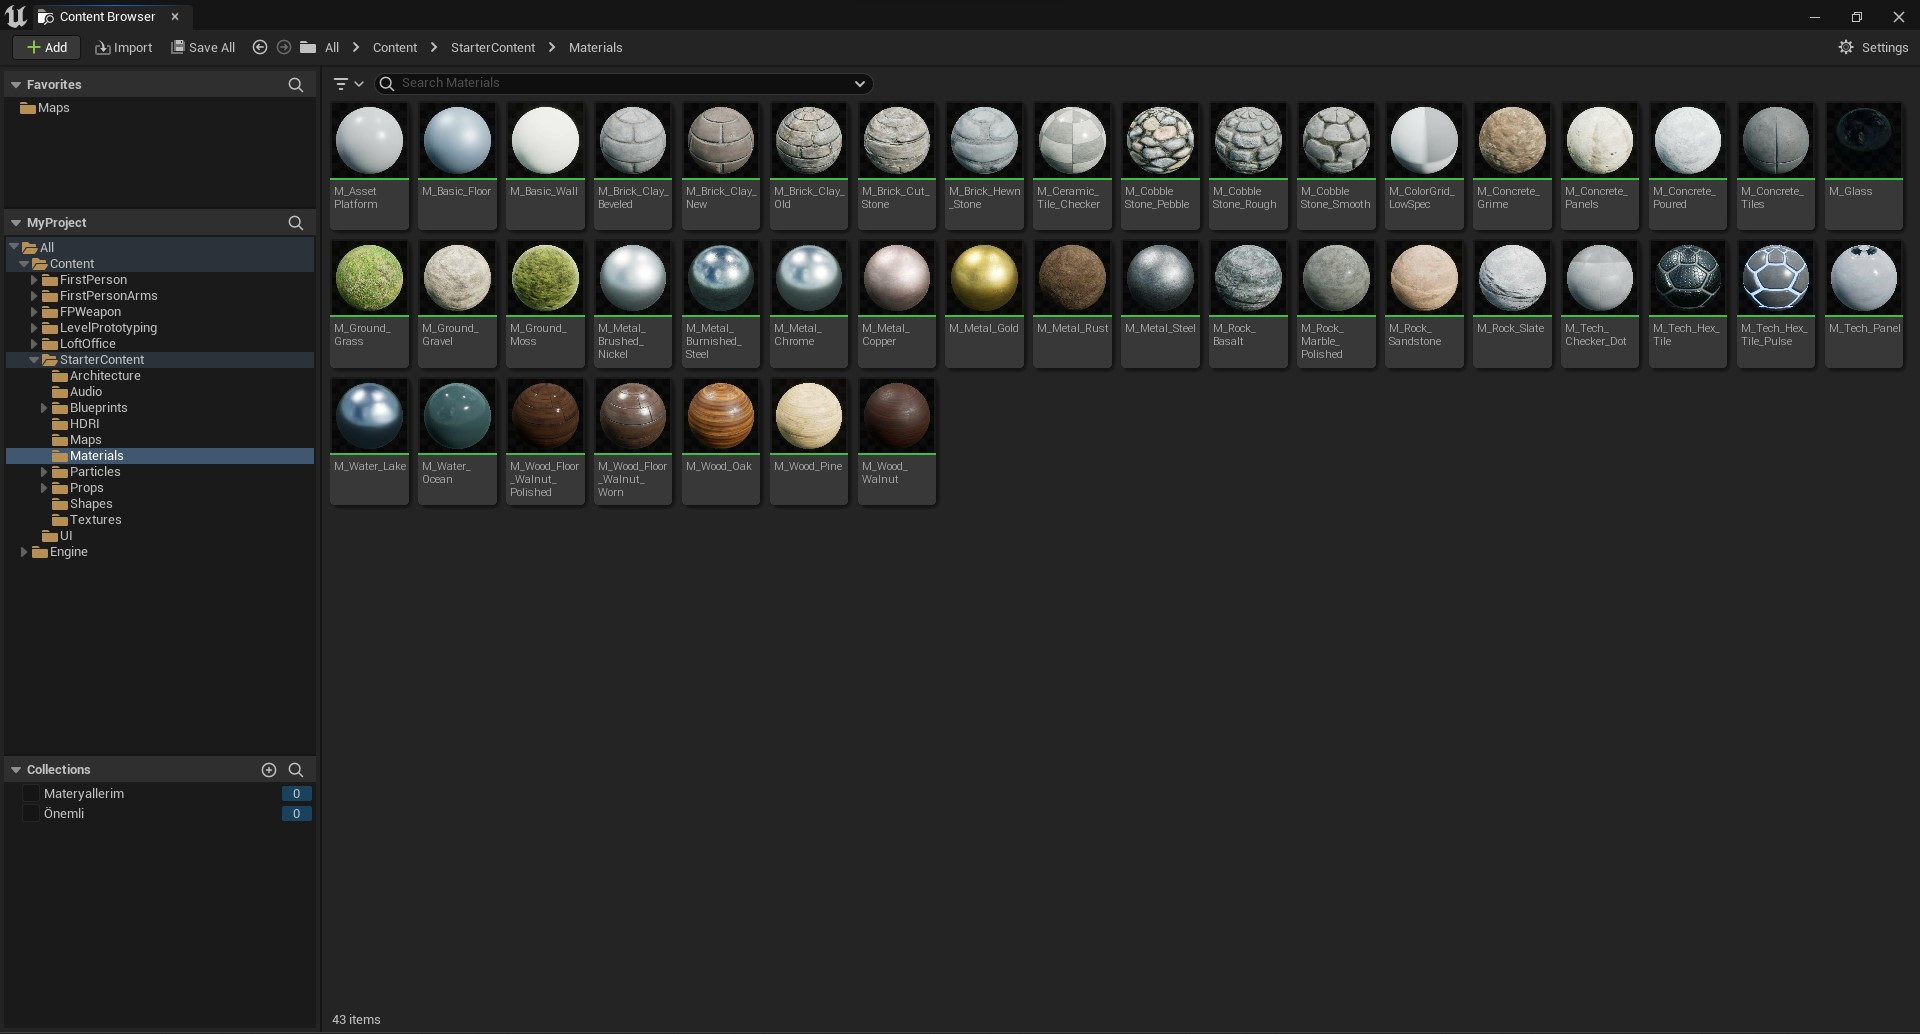 Content Browser
Add Import Save All All Content StarterContent Materials Settings
Favorites
Maps
MyProject
All
Content
FirstPerson
FirstPersonArms
FPWeapon
LevelPrototyping
LoftOffice
StarterContent
Architecture
Audio
Blueprints
HDRI
Maps
Materials
Particles
Props
Shapes
Textures
UI
Engine
Collections
Materyallerim 0
Önemli 0
Search Materials
M_Asset
Platform
M_Basic_Floor
M_Basic_Wall
M_Brick_Clay_
Beveled
M_Brick_Clay_
New
M_Brick_Clay_
Old
M_Brick_Cut_
Stone
M_Brick_Hewn
_Stone
M_Ceramic_
Tile_Checker
M_Cobble
Stone_Pebble
M_Cobble
Stone_Rough
M_Cobble
Stone_Smooth
M_ColorGrid_
LowSpec
M_Concrete_
Grime
M_Concrete_
Panels
M_Concrete_
Poured
M_Concrete_
Tiles
M_Glass
M_Ground_
Grass
M_Ground_
Gravel
M_Ground_
Moss
M_Metal_
Brushed_
Nickel
M_Metal_
Burnished_
Steel
M_Metal_
Chrome
M_Metal_
Copper
M_Metal_Gold
M_Metal_Rust
M_Metal_Steel
M_Rock_
Basalt
M_Rock_
Marble_
Polished
M_Rock_
Sandstone
M_Rock_Slate
M_Tech_
Checker_Dot
M_Tech_Hex_
Tile
M_Tech_Hex_
Tile_Pulse
M_Tech_Panel
M_Water_Lake
M_Water_
Ocean
M_Wood_Floor
_Walnut_
Polished
M_Wood_Floor
_Walnut_
Worn
M_Wood_Oak
M_Wood_Pine
M_Wood_
Walnut
43 items